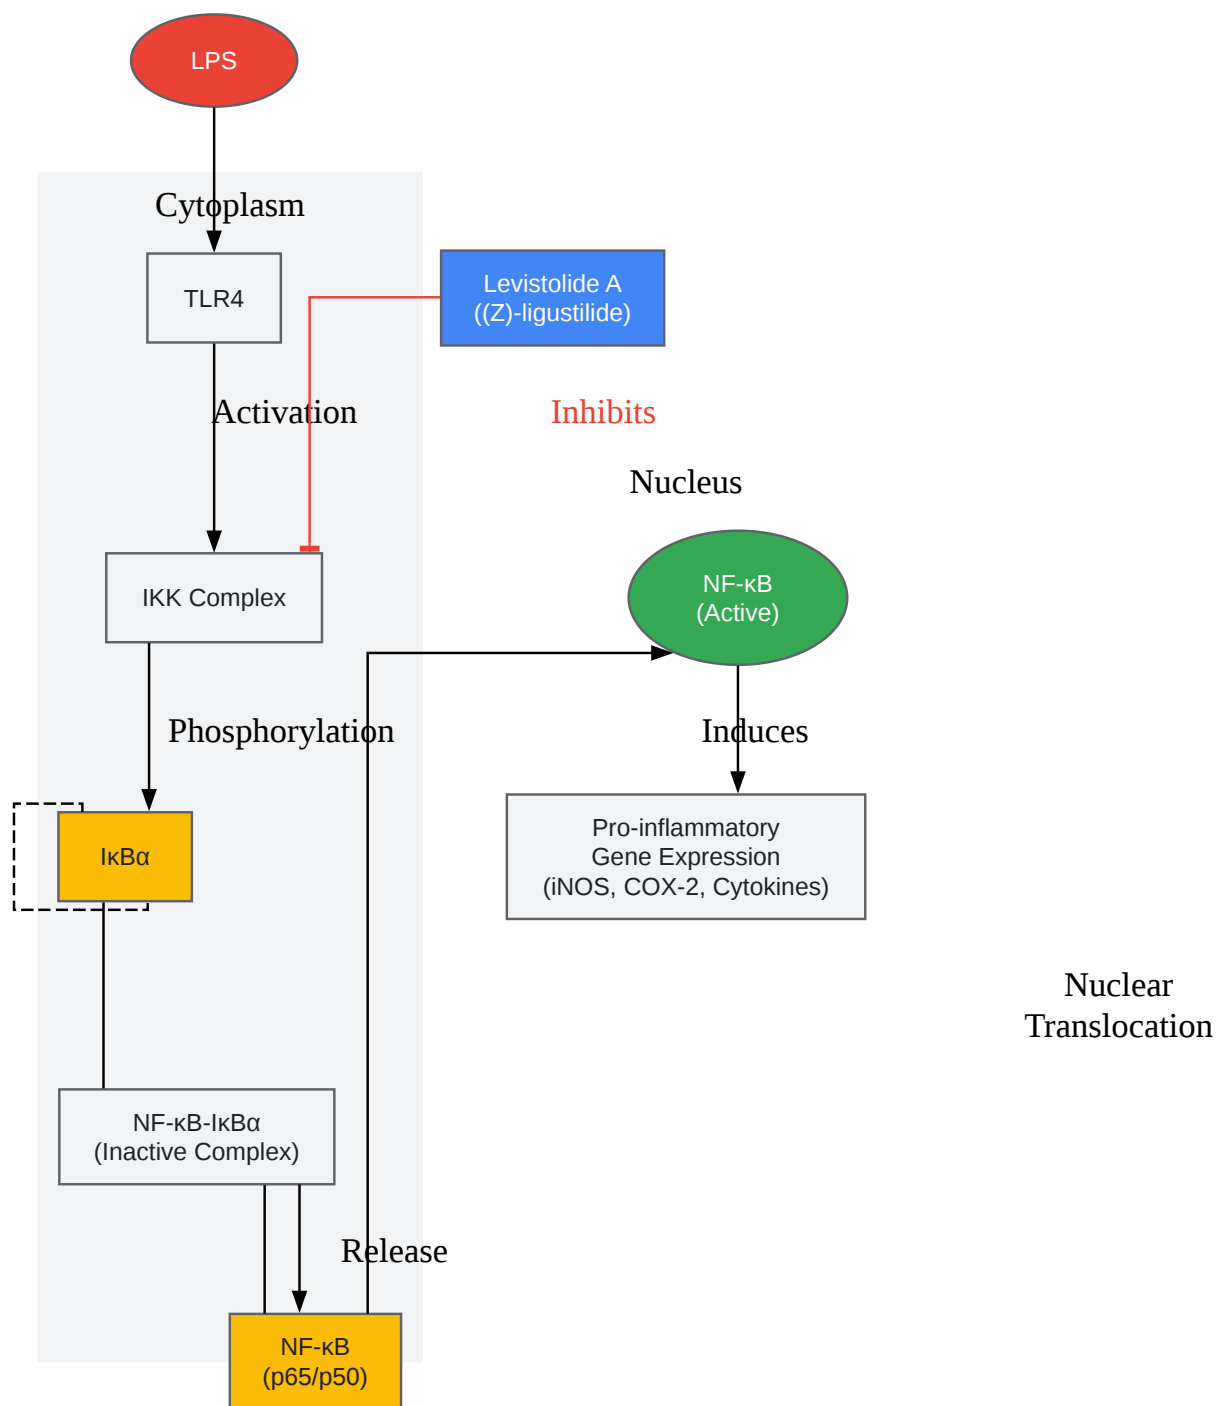 LPS
Cytoplasm
TLR4
Levistolide A
((Z)-ligustilide)
Activation
Inhibits
Nucleus
IKK Complex
NF-κB
(Active)
Phosphorylation
Induces
IκBα
Pro-inflammatory
Gene Expression
(iNOS, COX-2, Cytokines)
Nuclear
Translocation
NF-κB-IκBα
(Inactive Complex)
Release
NF-κB
(p65/p50)